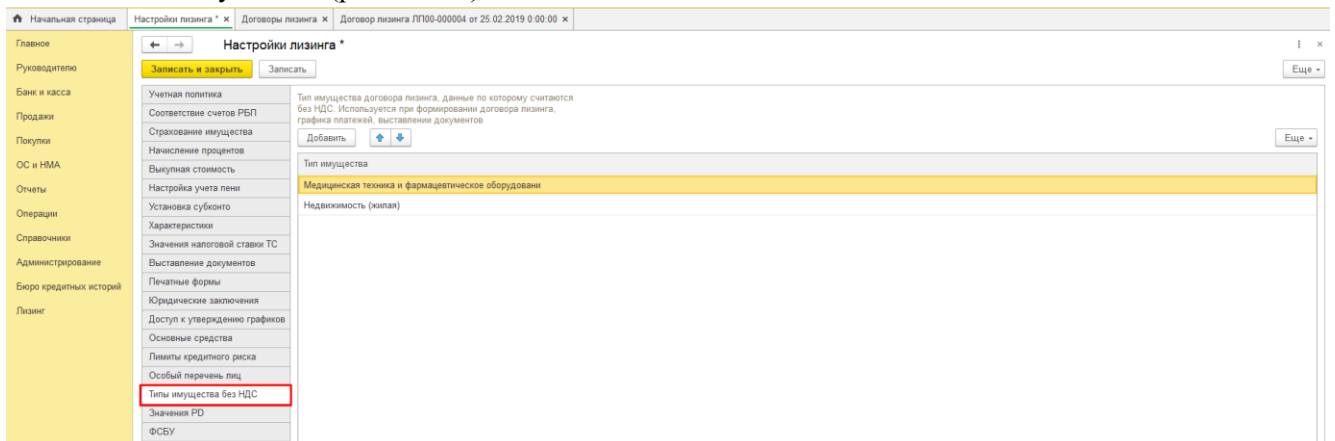 Начальная страница
Настройки лизинга * ×
Договоры лизинга ×
Договор лизинга ЛП00-000004 от 25.02.2019 0:00:00 ×
Главное
Руководителю
Банк и касса
Продажи
Покупки
ОС и НМА
Отчеты
Операции
Справочники
Администрирование
Бюро кредитных историй
Лизинг
Настройки лизинга *
Записать и закрыть
Записать
Еще
Учетная политика
Соответствие счетов РБП
Страхование имущества
Начисление процентов
Выкупная стоимость
Настройка учета пени
Установка субконто
Характеристики
Значения налоговой ставки ТС
Выставление документов
Печатные формы
Юридические заключения
Доступ к утверждению графиков
Основные средства
Лимиты кредитного риска
Особый перечень лиц
Типы имущества без НДС
Значения PD
ФСБУ
Тип имущества договора лизинга, данные по которому считаются
без НДС. Используется при формировании договора лизинга,
графика платежей, выставлении документов
Добавить
Еще
Тип имущества
Медицинская техника и фармацевтическое оборудовани
Недвижимость (жилая)